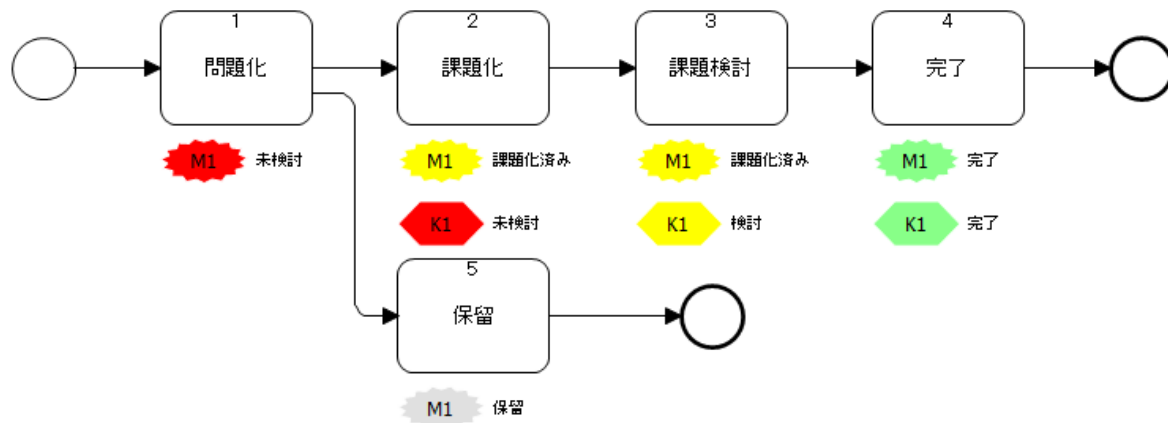 1
問題化
2
課題化
3
課題検討
4
完了
M1 未検討
M1 課題化済み
M1 課題化済み
M1 完了
K1 未検討
K1 検討
K1 完了
5
保留
M1 保留